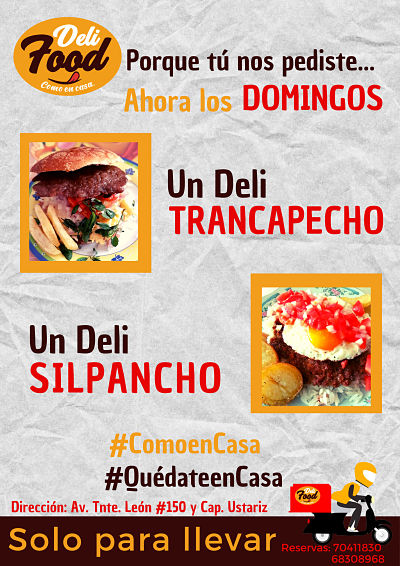 Deli
Food
Como en casa
Porque tú nos pediste...
Ahora los DOMINGOS
Un Deli
TRANCAPECHO
Un Deli
SILPANCHO
#ComoenCasa
#QuédateenCasa
Dirección: Av. Tnte. León #150 y Cap. Ustariz
Food
Solo para llevar
Reservas: 70411830
68308968